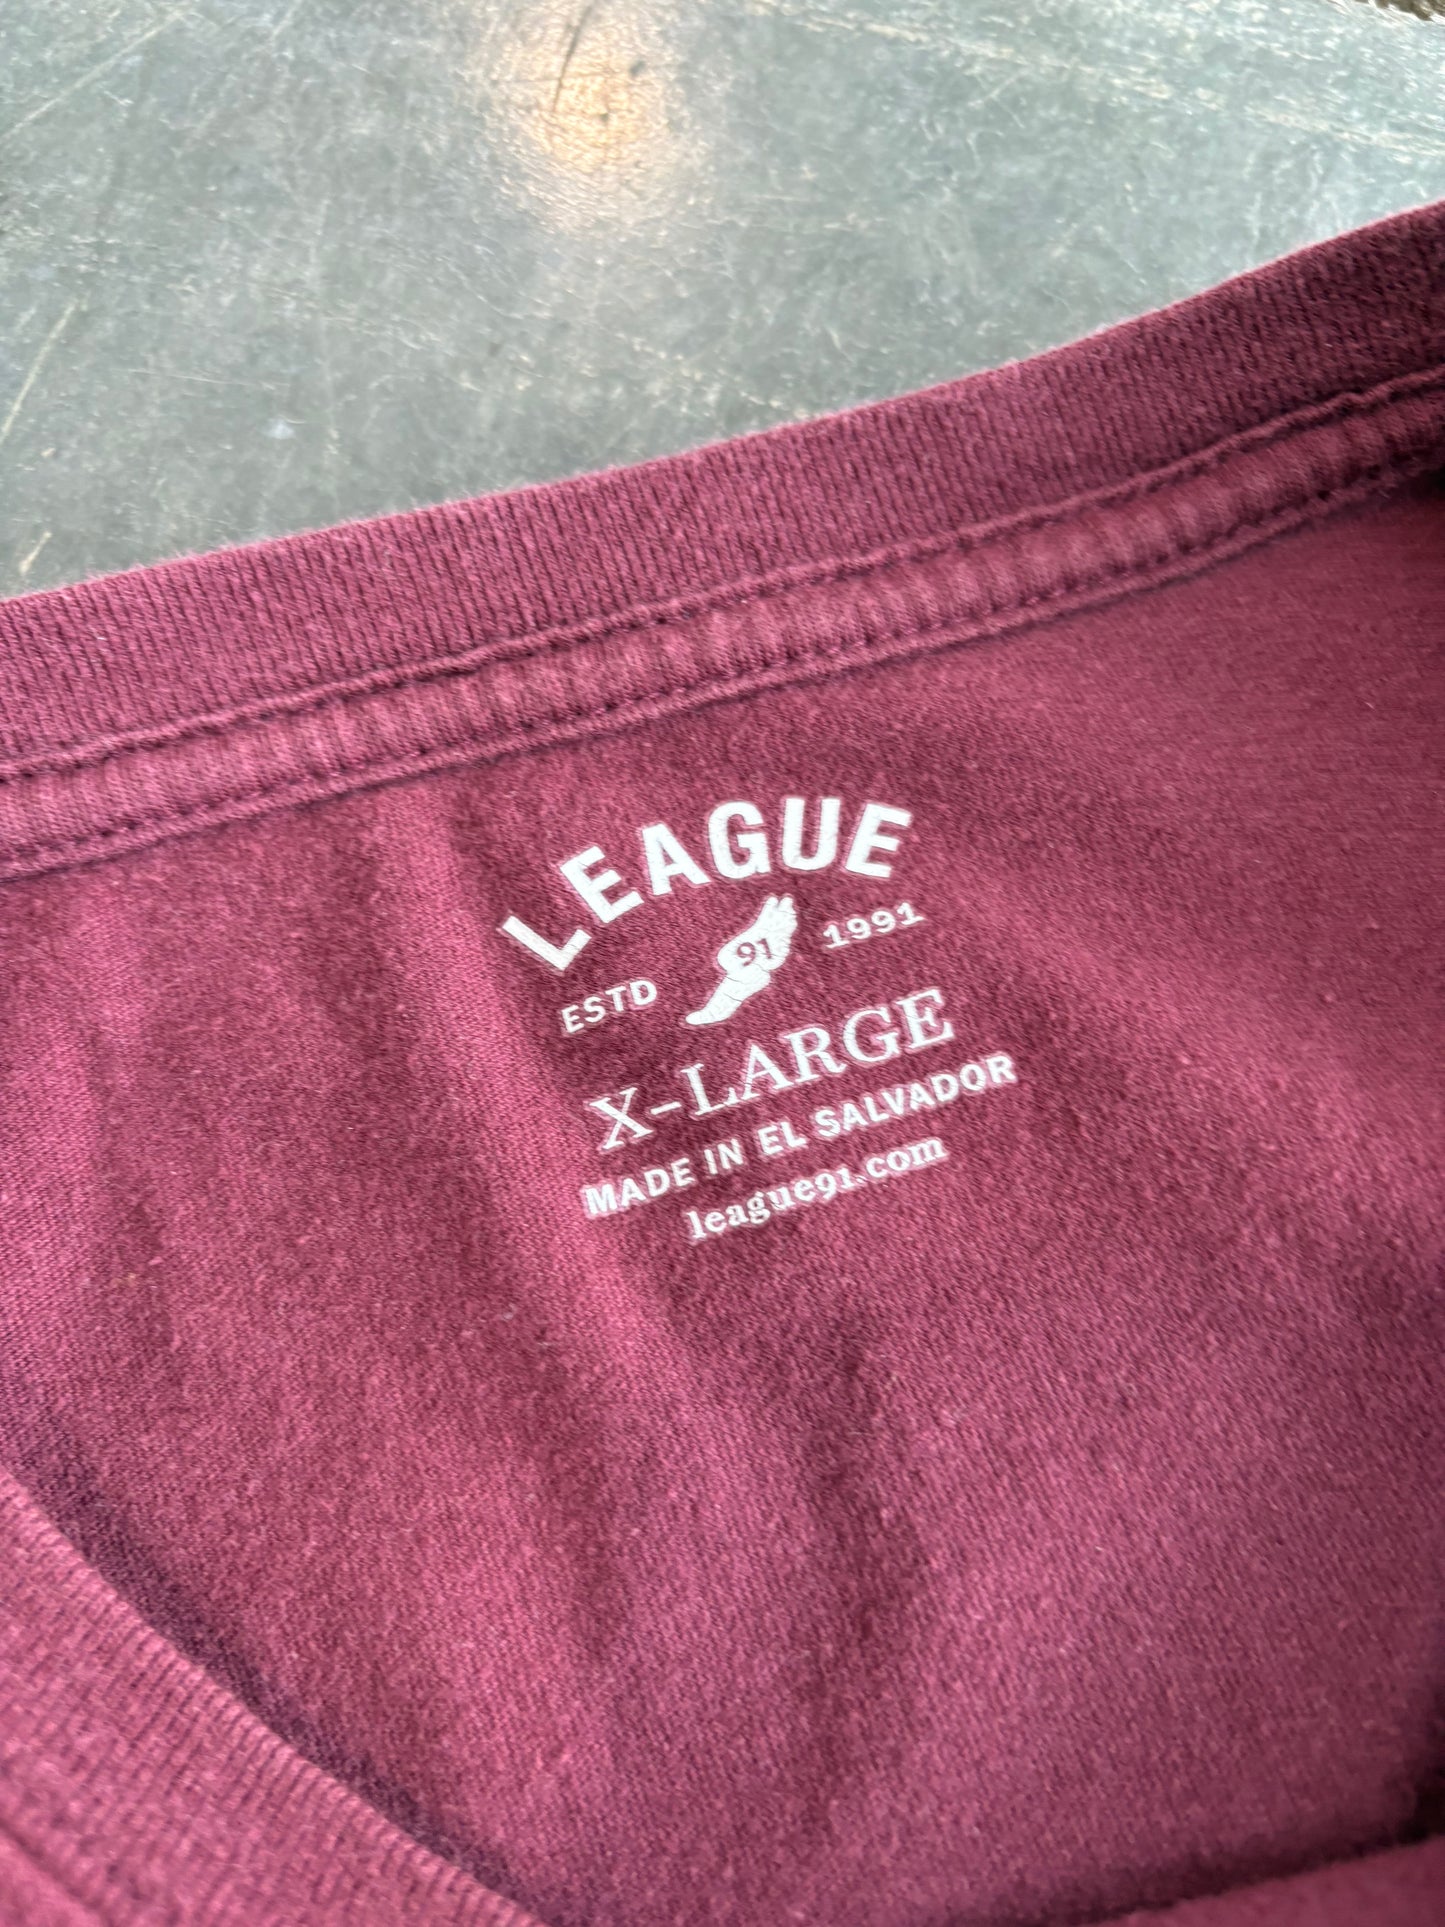 LEAGUE
ESTD 91 1991
X-LARGE
MADE IN EL SALVADOR
league91.com